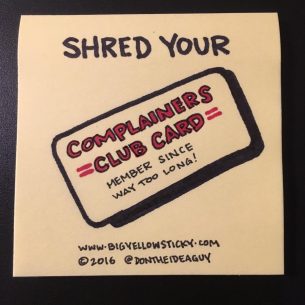 SHRED YOUR
COMPLAINERS
=CLUB CARD=
MEMBER SINCE
WAY TOO LONG!
WWW.BIGYELLOWSTICKY.COM
©2016 @DONTHEIDEAGUY